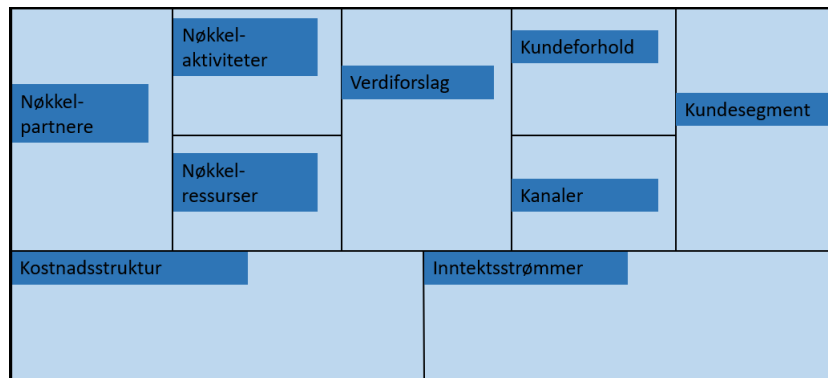 Nøkkel-
partnere
Nøkkel-
aktiviteter
Nøkkel-
ressurser
Verdiforslag
Kundeforhold
Kanaler
Kundesegment
Kostnadsstruktur
Inntektsstrømmer